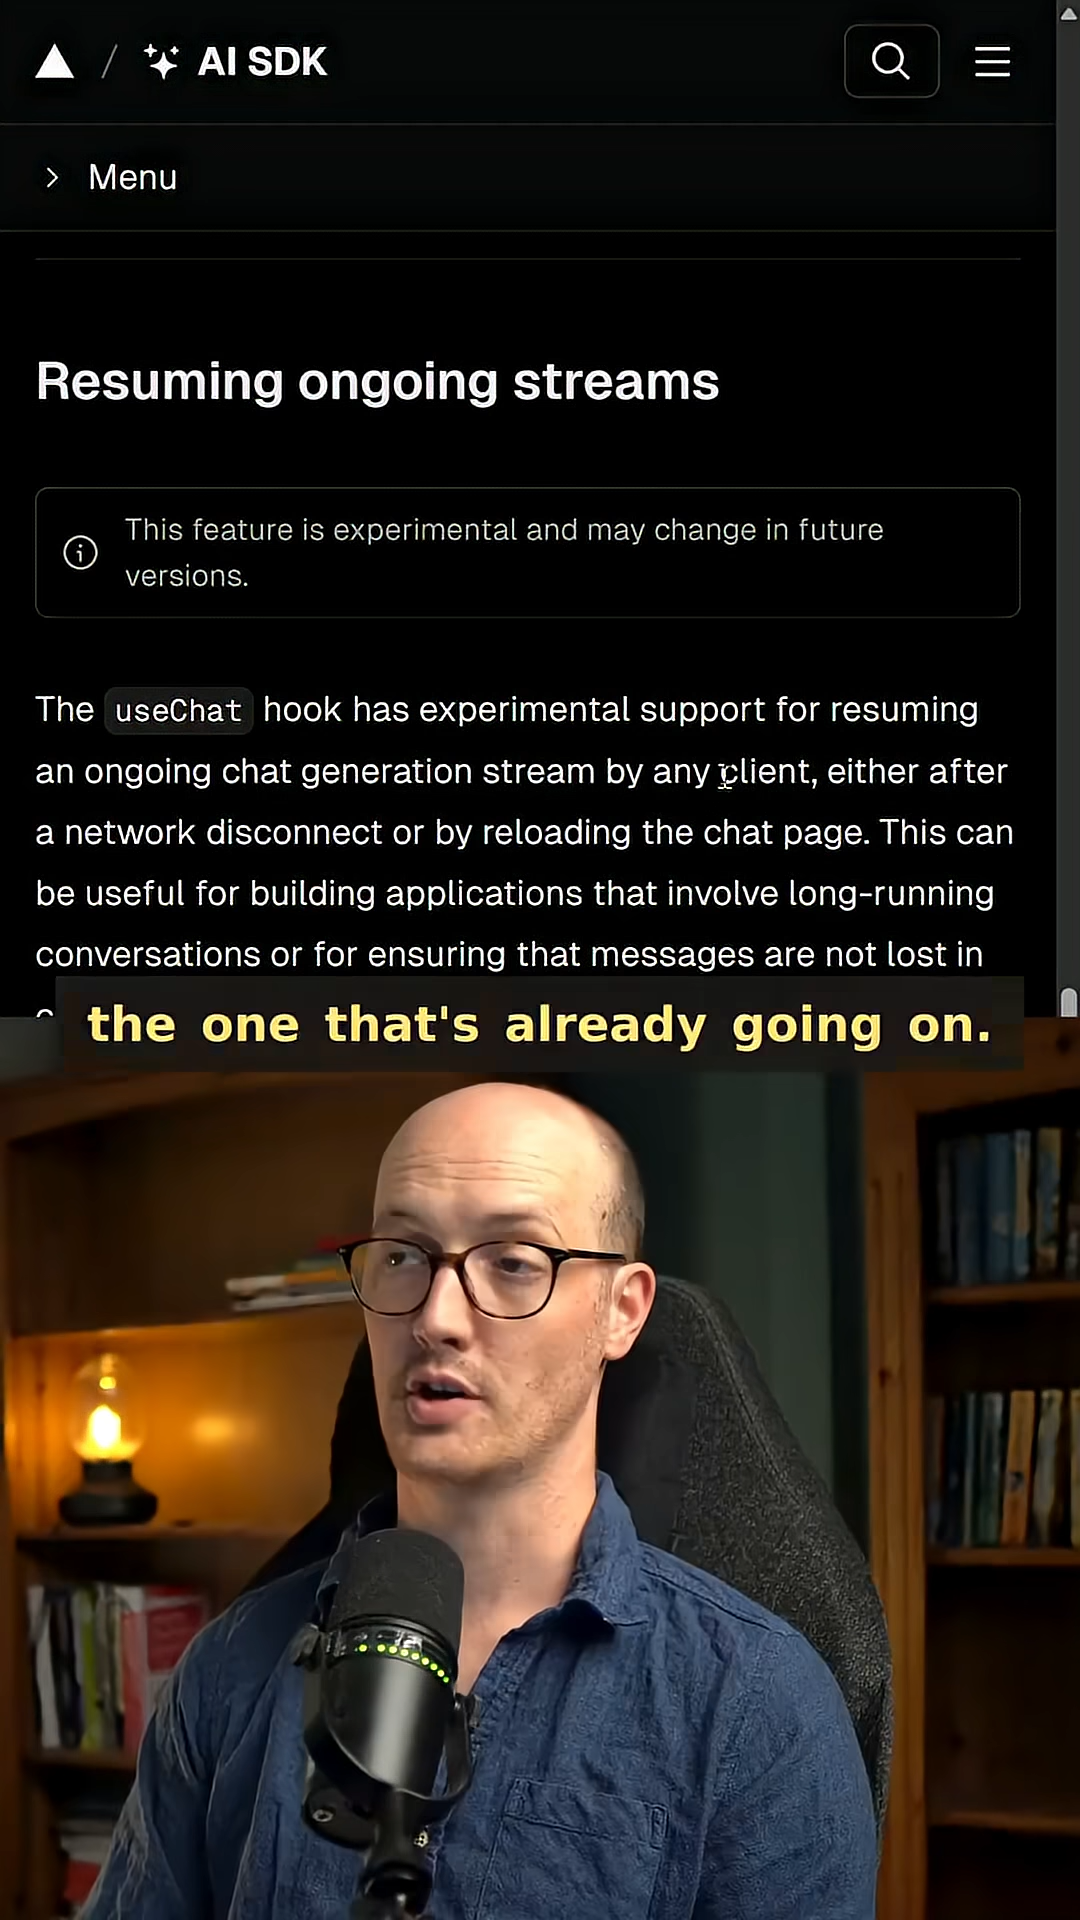 / AI SDK
Menu
Resuming ongoing streams
This feature is experimental and may change in future
versions.
The useChat hook has experimental support for resuming
an ongoing chat generation stream by any client, either after
a network disconnect or by reloading the chat page. This can
be useful for building applications that involve long-running
conversations or for ensuring that messages are not lost in
the one that's already going on.